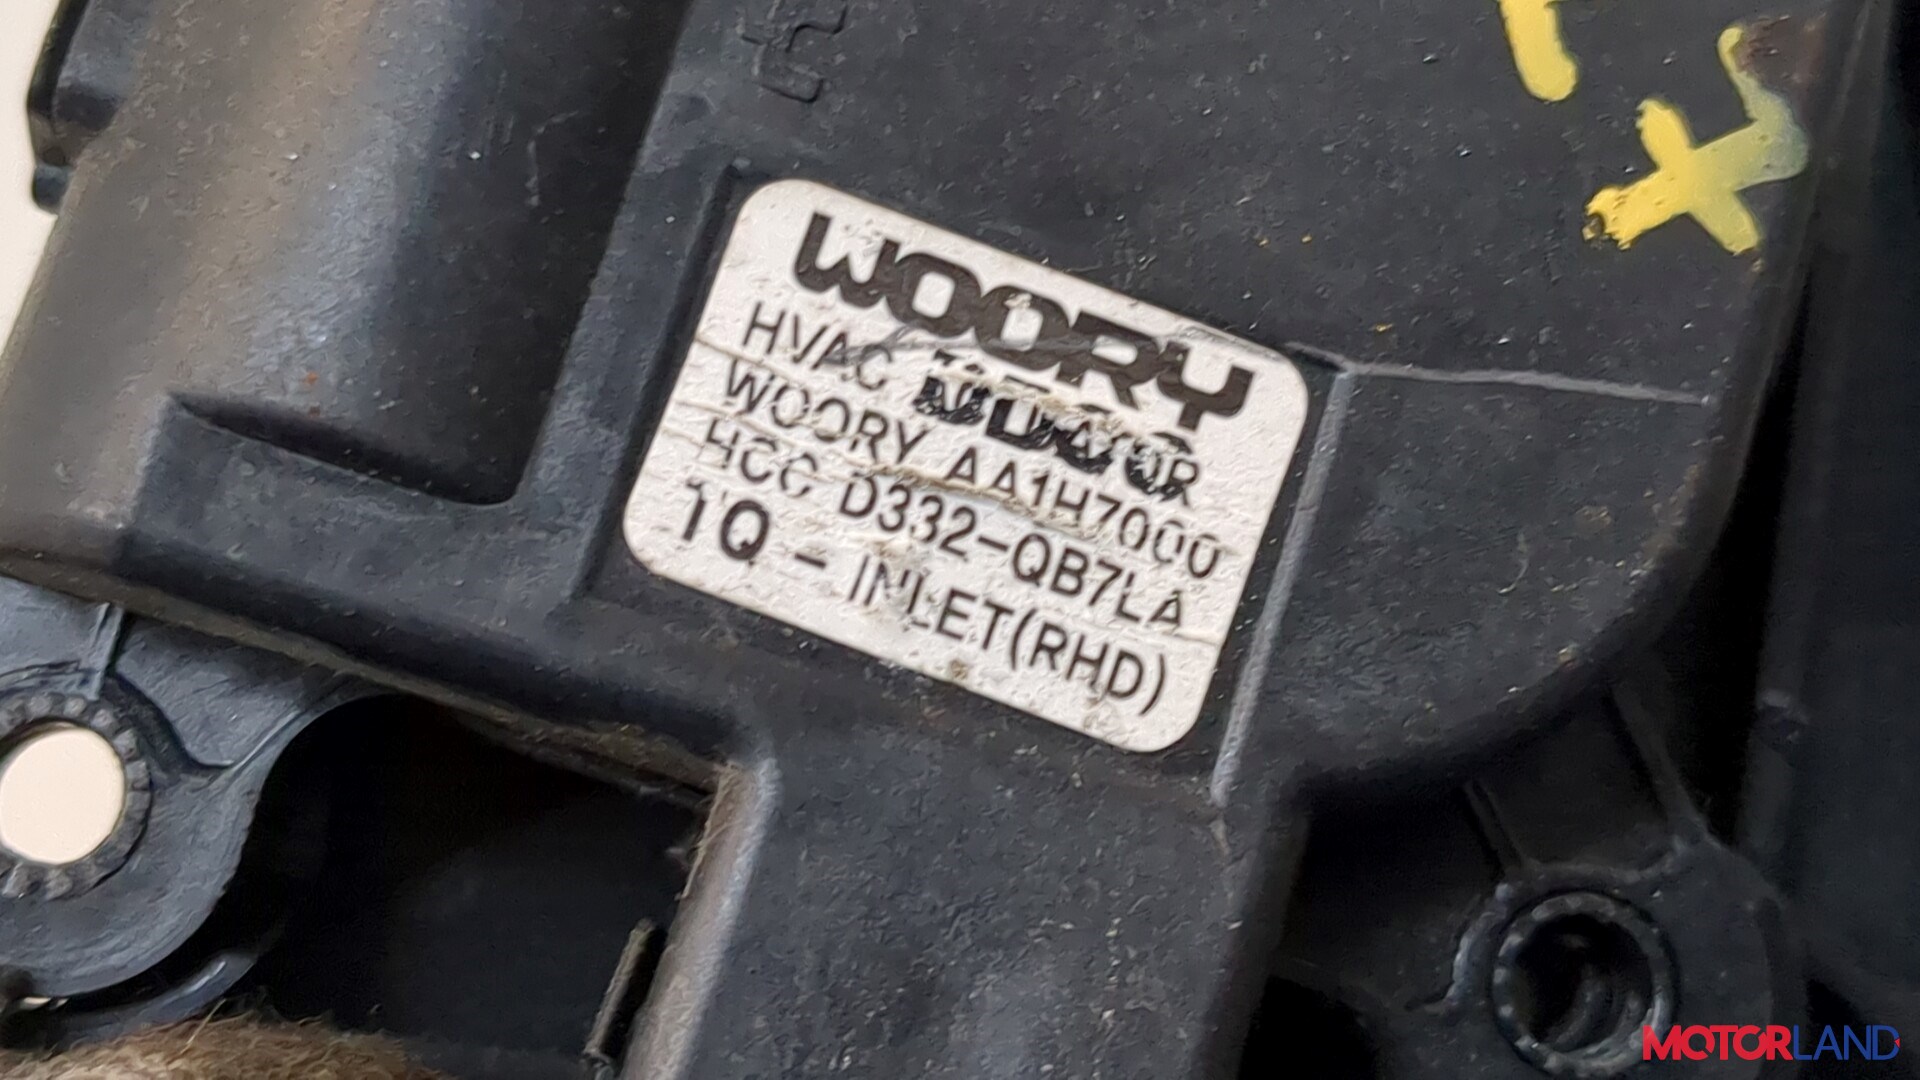 WOORY
HVAC
WOORY AA1H7000
HCC D332-QB7LA
1Q - INLET(RHD)
MOTORLAND